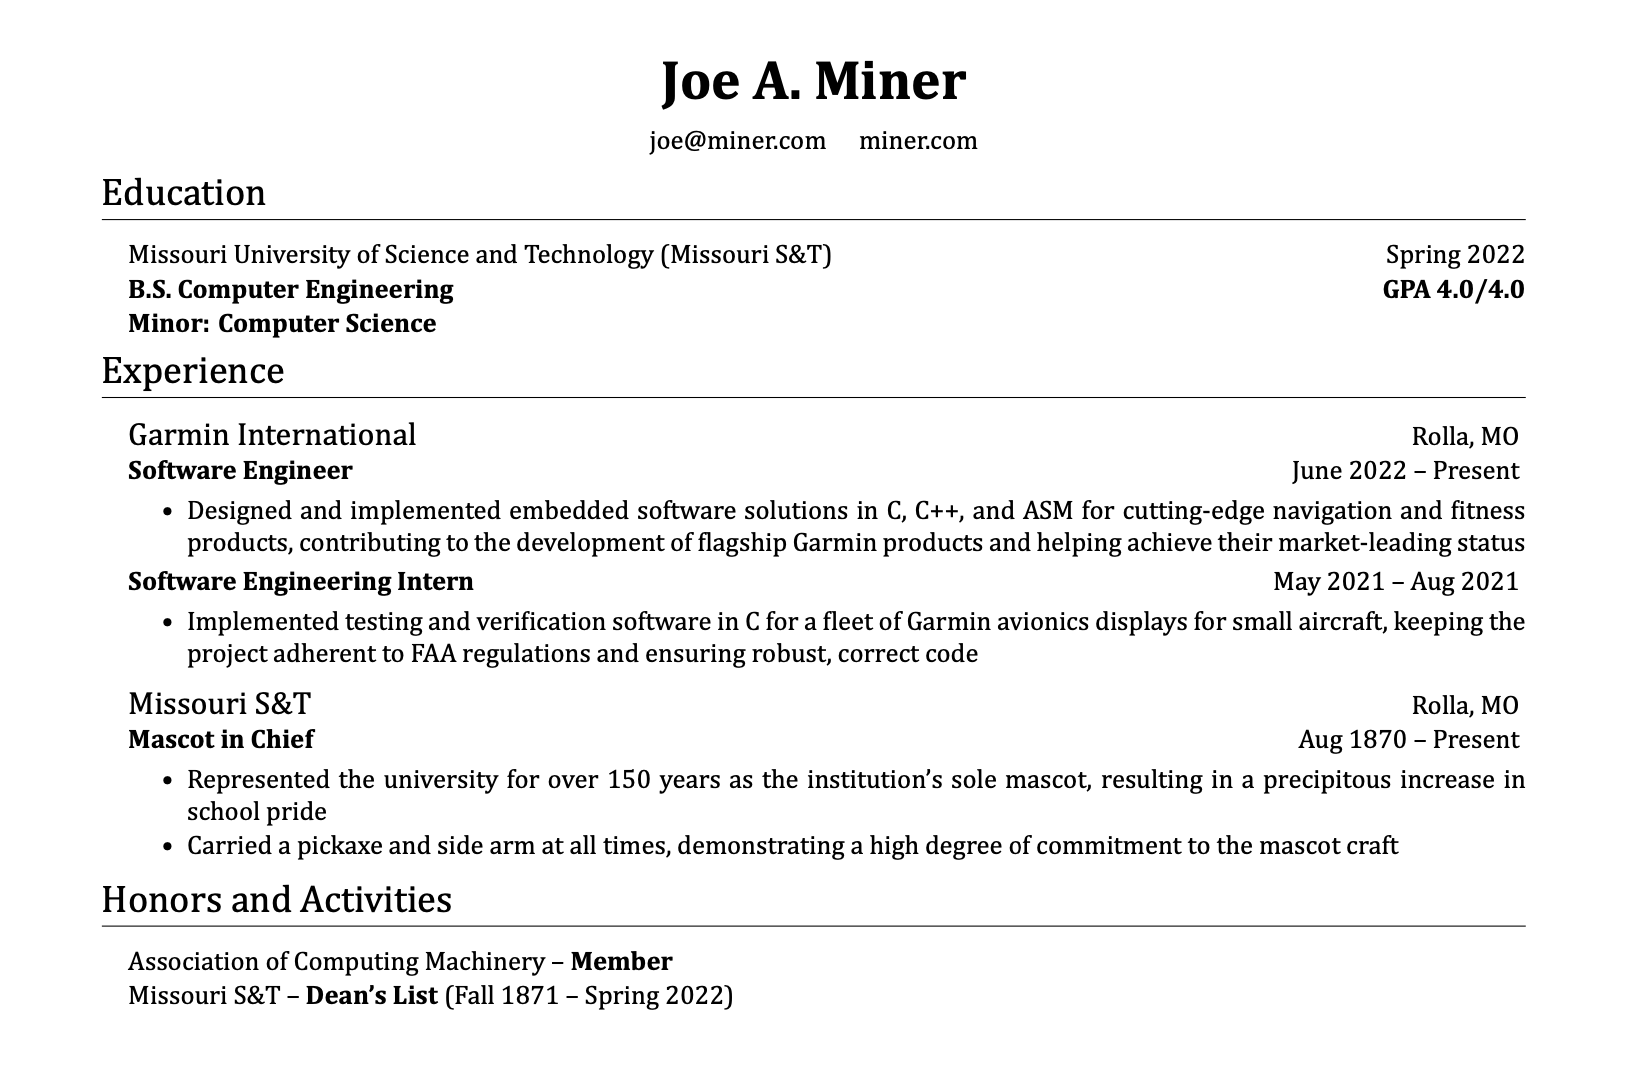 Joe A. Miner
joe@miner.com miner.com
Education
Missouri University of Science and Technology (Missouri S&T) Spring 2022
B.S. Computer Engineering GPA 4.0/4.0
Minor: Computer Science
Experience
Garmin International Rolla, MO
Software Engineer June 2022 – Present
• Designed and implemented embedded software solutions in C, C++, and ASM for cutting-edge navigation and fitness
products, contributing to the development of flagship Garmin products and helping achieve their market-leading status
Software Engineering Intern May 2021 – Aug 2021
• Implemented testing and verification software in C for a fleet of Garmin avionics displays for small aircraft, keeping the
project adherent to FAA regulations and ensuring robust, correct code
Missouri S&T Rolla, MO
Mascot in Chief Aug 1870 – Present
• Represented the university for over 150 years as the institution’s sole mascot, resulting in a precipitous increase in
school pride
• Carried a pickaxe and side arm at all times, demonstrating a high degree of commitment to the mascot craft
Honors and Activities
Association of Computing Machinery – Member
Missouri S&T – Dean’s List (Fall 1871 – Spring 2022)